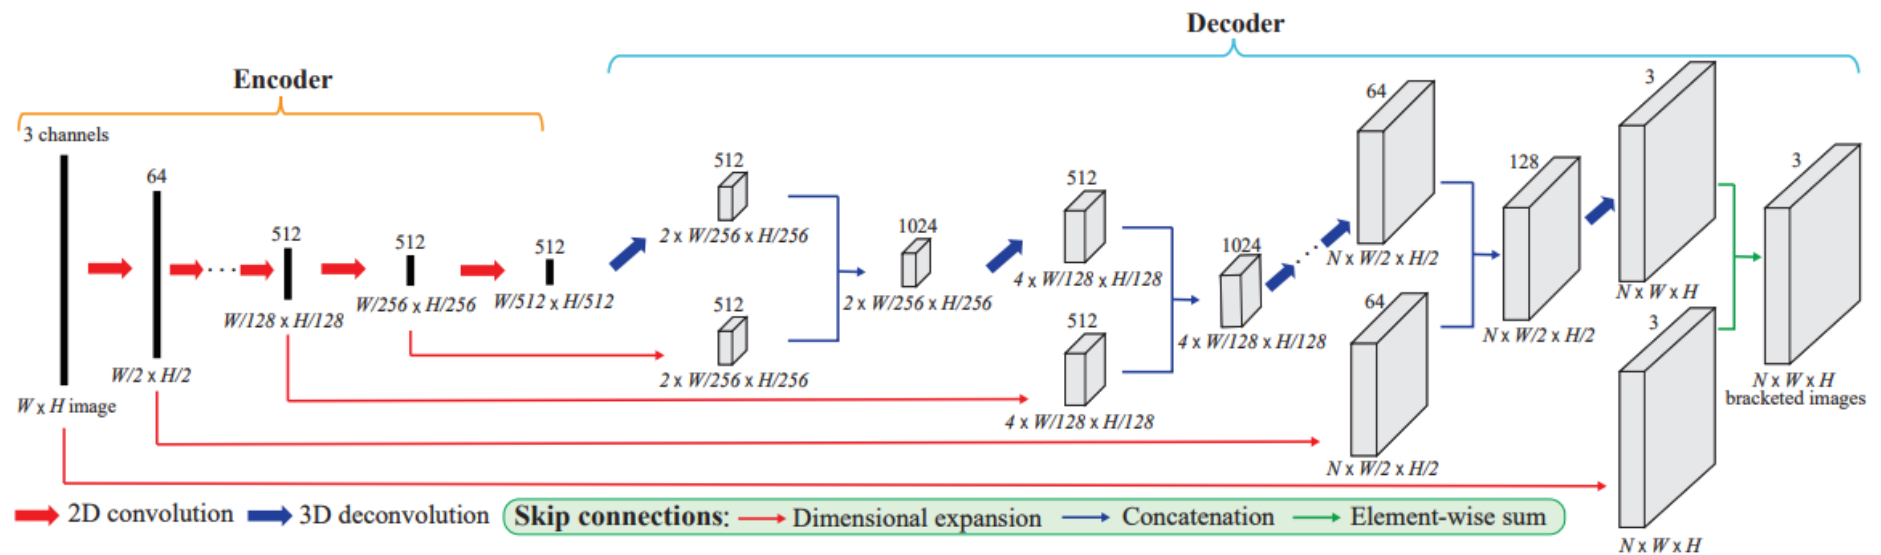 Decoder
Encoder
3 channels
64
512
512
512
W x H image
W/2 x H/2
W/128 x H/128
W/256 x H/256
W/512 x H/512
512
2 x W/256 x H/256
512
2 x W/256 x H/256
1024
2 x W/256 x H/256
512
4 x W/128 x H/128
512
4 x W/128 x H/128
1024
4 x W/128 x H/128
64
N x W/2 x H/2
64
N x W/2 x H/2
128
N x W/2 x H/2
3
N x W x H
3
N x W x H
3
N x W x H
bracketed images
2D convolution
3D deconvolution
Skip connections:
Dimensional expansion
Concatenation
Element-wise sum